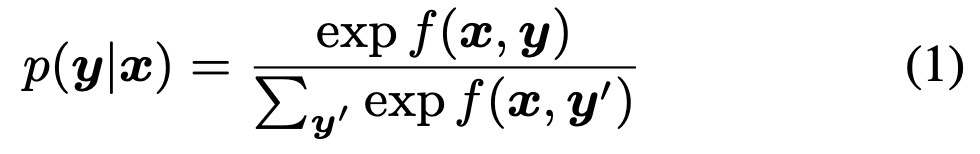 p(y|x) = exp f(x, y) / ∑_{y′} exp f(x, y′) (1)